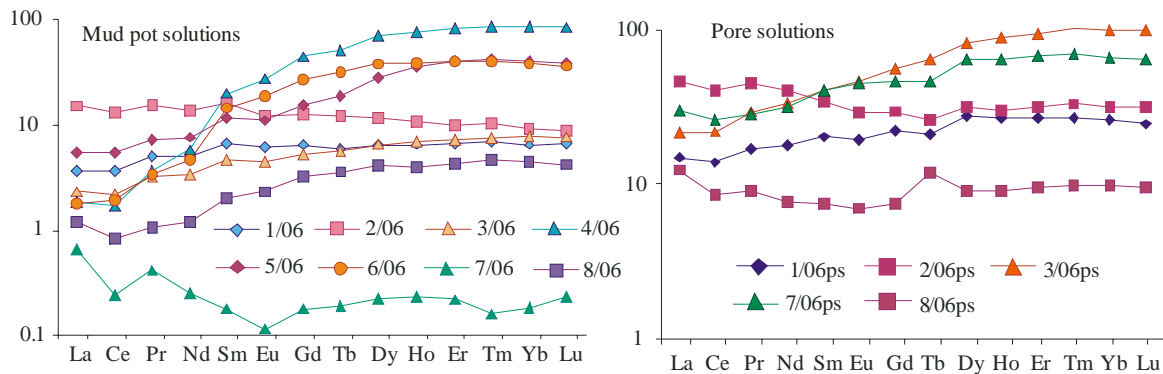 Mud pot solutions
100
10
1
0.1
1/06 2/06 3/06 4/06
5/06 6/06 7/06 8/06
La Ce Pr Nd Sm Eu Gd Tb Dy Ho Er Tm Yb Lu
Pore solutions
100
10
1
1/06ps 2/06ps 3/06ps
7/06ps 8/06ps
La Ce Pr Nd Sm Eu Gd Tb Dy Ho Er Tm Yb Lu